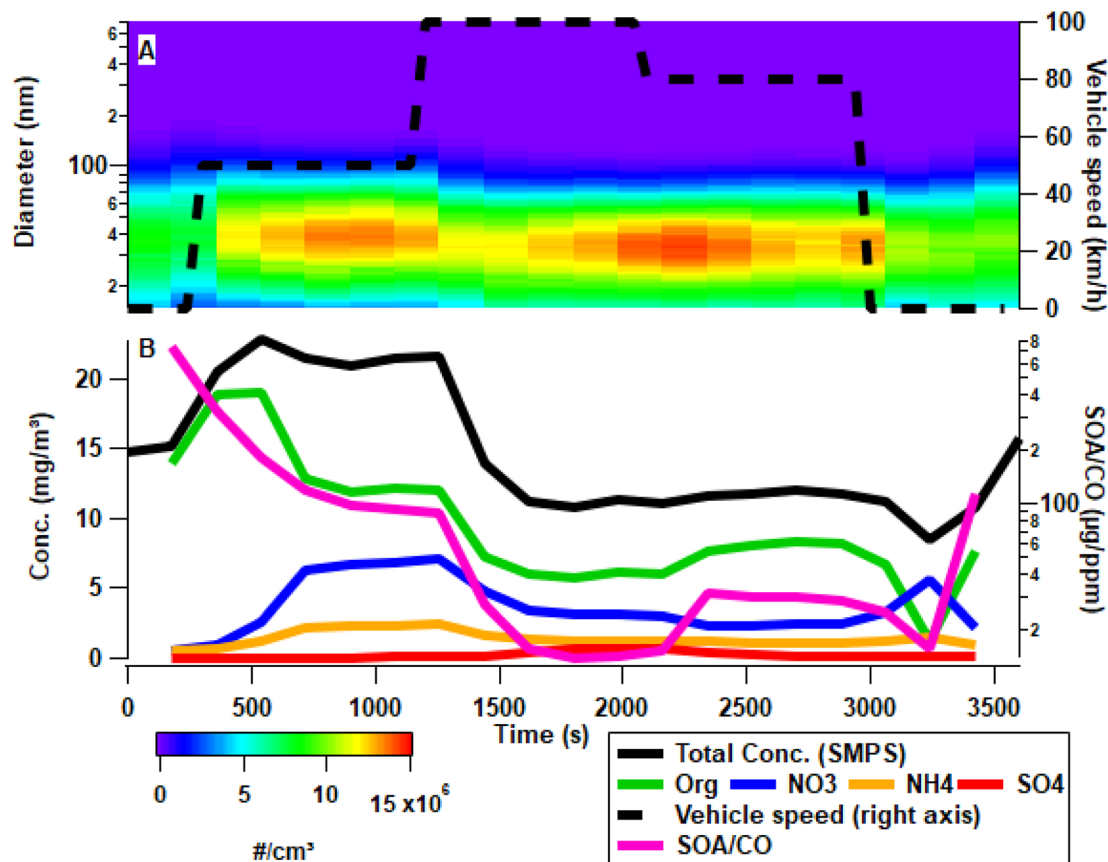 A
6
4
2
100
6
4
2
Diameter (nm)
100
80
60
40
20
0
Vehicle speed (km/h)
B
20
15
10
5
0
Conc. (mg/m³)
8
6
4
2
100
8
6
4
2
SOA/CO (µg/ppm)
0 500 1000 1500 2000 2500 3000 3500
Time (s)
0 5 10 15 x10⁶
#/cm³
Total Conc. (SMPS)
Org NO3 NH4 SO4
Vehicle speed (right axis)
SOA/CO